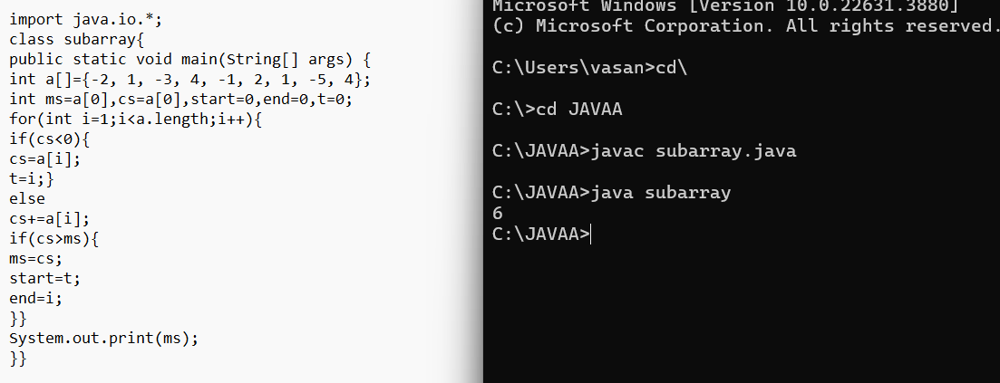 import java.io.*;
class subarray{
public static void main(String[] args) {
int a[]={-2, 1, -3, 4, -1, 2, 1, -5, 4};
int ms=a[0],cs=a[0],start=0,end=0,t=0;
for(int i=1;i<a.length;i++){
if(cs<0){
cs=a[i];
t=i;}
else
cs+=a[i];
if(cs>ms){
ms=cs;
start=t;
end=i;
}}
System.out.print(ms);
}}
Microsoft Windows [Version 10.0.22631.3880]
(c) Microsoft Corporation. All rights reserved.
C:\Users\vasan>cd\
C:\>cd JAVAA
C:\JAVAA>javac subarray.java
C:\JAVAA>java subarray
6
C:\JAVAA>